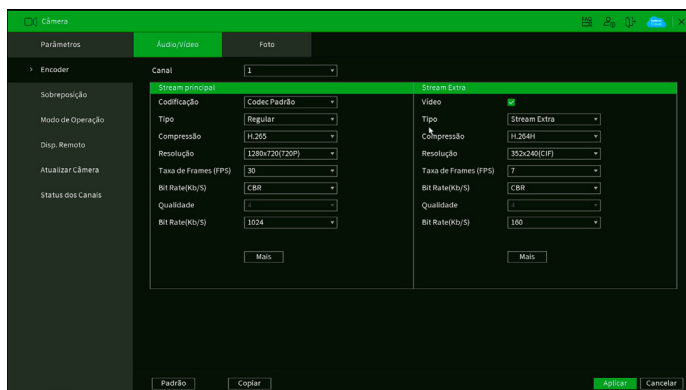 Câmera
Parâmetros
Áudio/Vídeo
Foto
> Encoder
Sobreposição
Modo de Operação
Disp. Remoto
Atualizar Câmera
Status dos Canais
Canal 1
Stream principal
Codificação Codec Padrão
Tipo Regular
Compressão H.265
Resolução 1280x720(720P)
Taxa de Frames (FPS) 30
Bit Rate(Kb/S) CBR
Qualidade 4
Bit Rate(Kb/S) 1024
Mais
Stream Extra
Vídeo
Tipo Stream Extra
Compressão H.264H
Resolução 352x240(CIF)
Taxa de Frames (FPS) 7
Bit Rate(Kb/S) CBR
Qualidade 4
Bit Rate(Kb/S) 160
Mais
Padrão Copiar Aplicar Cancelar